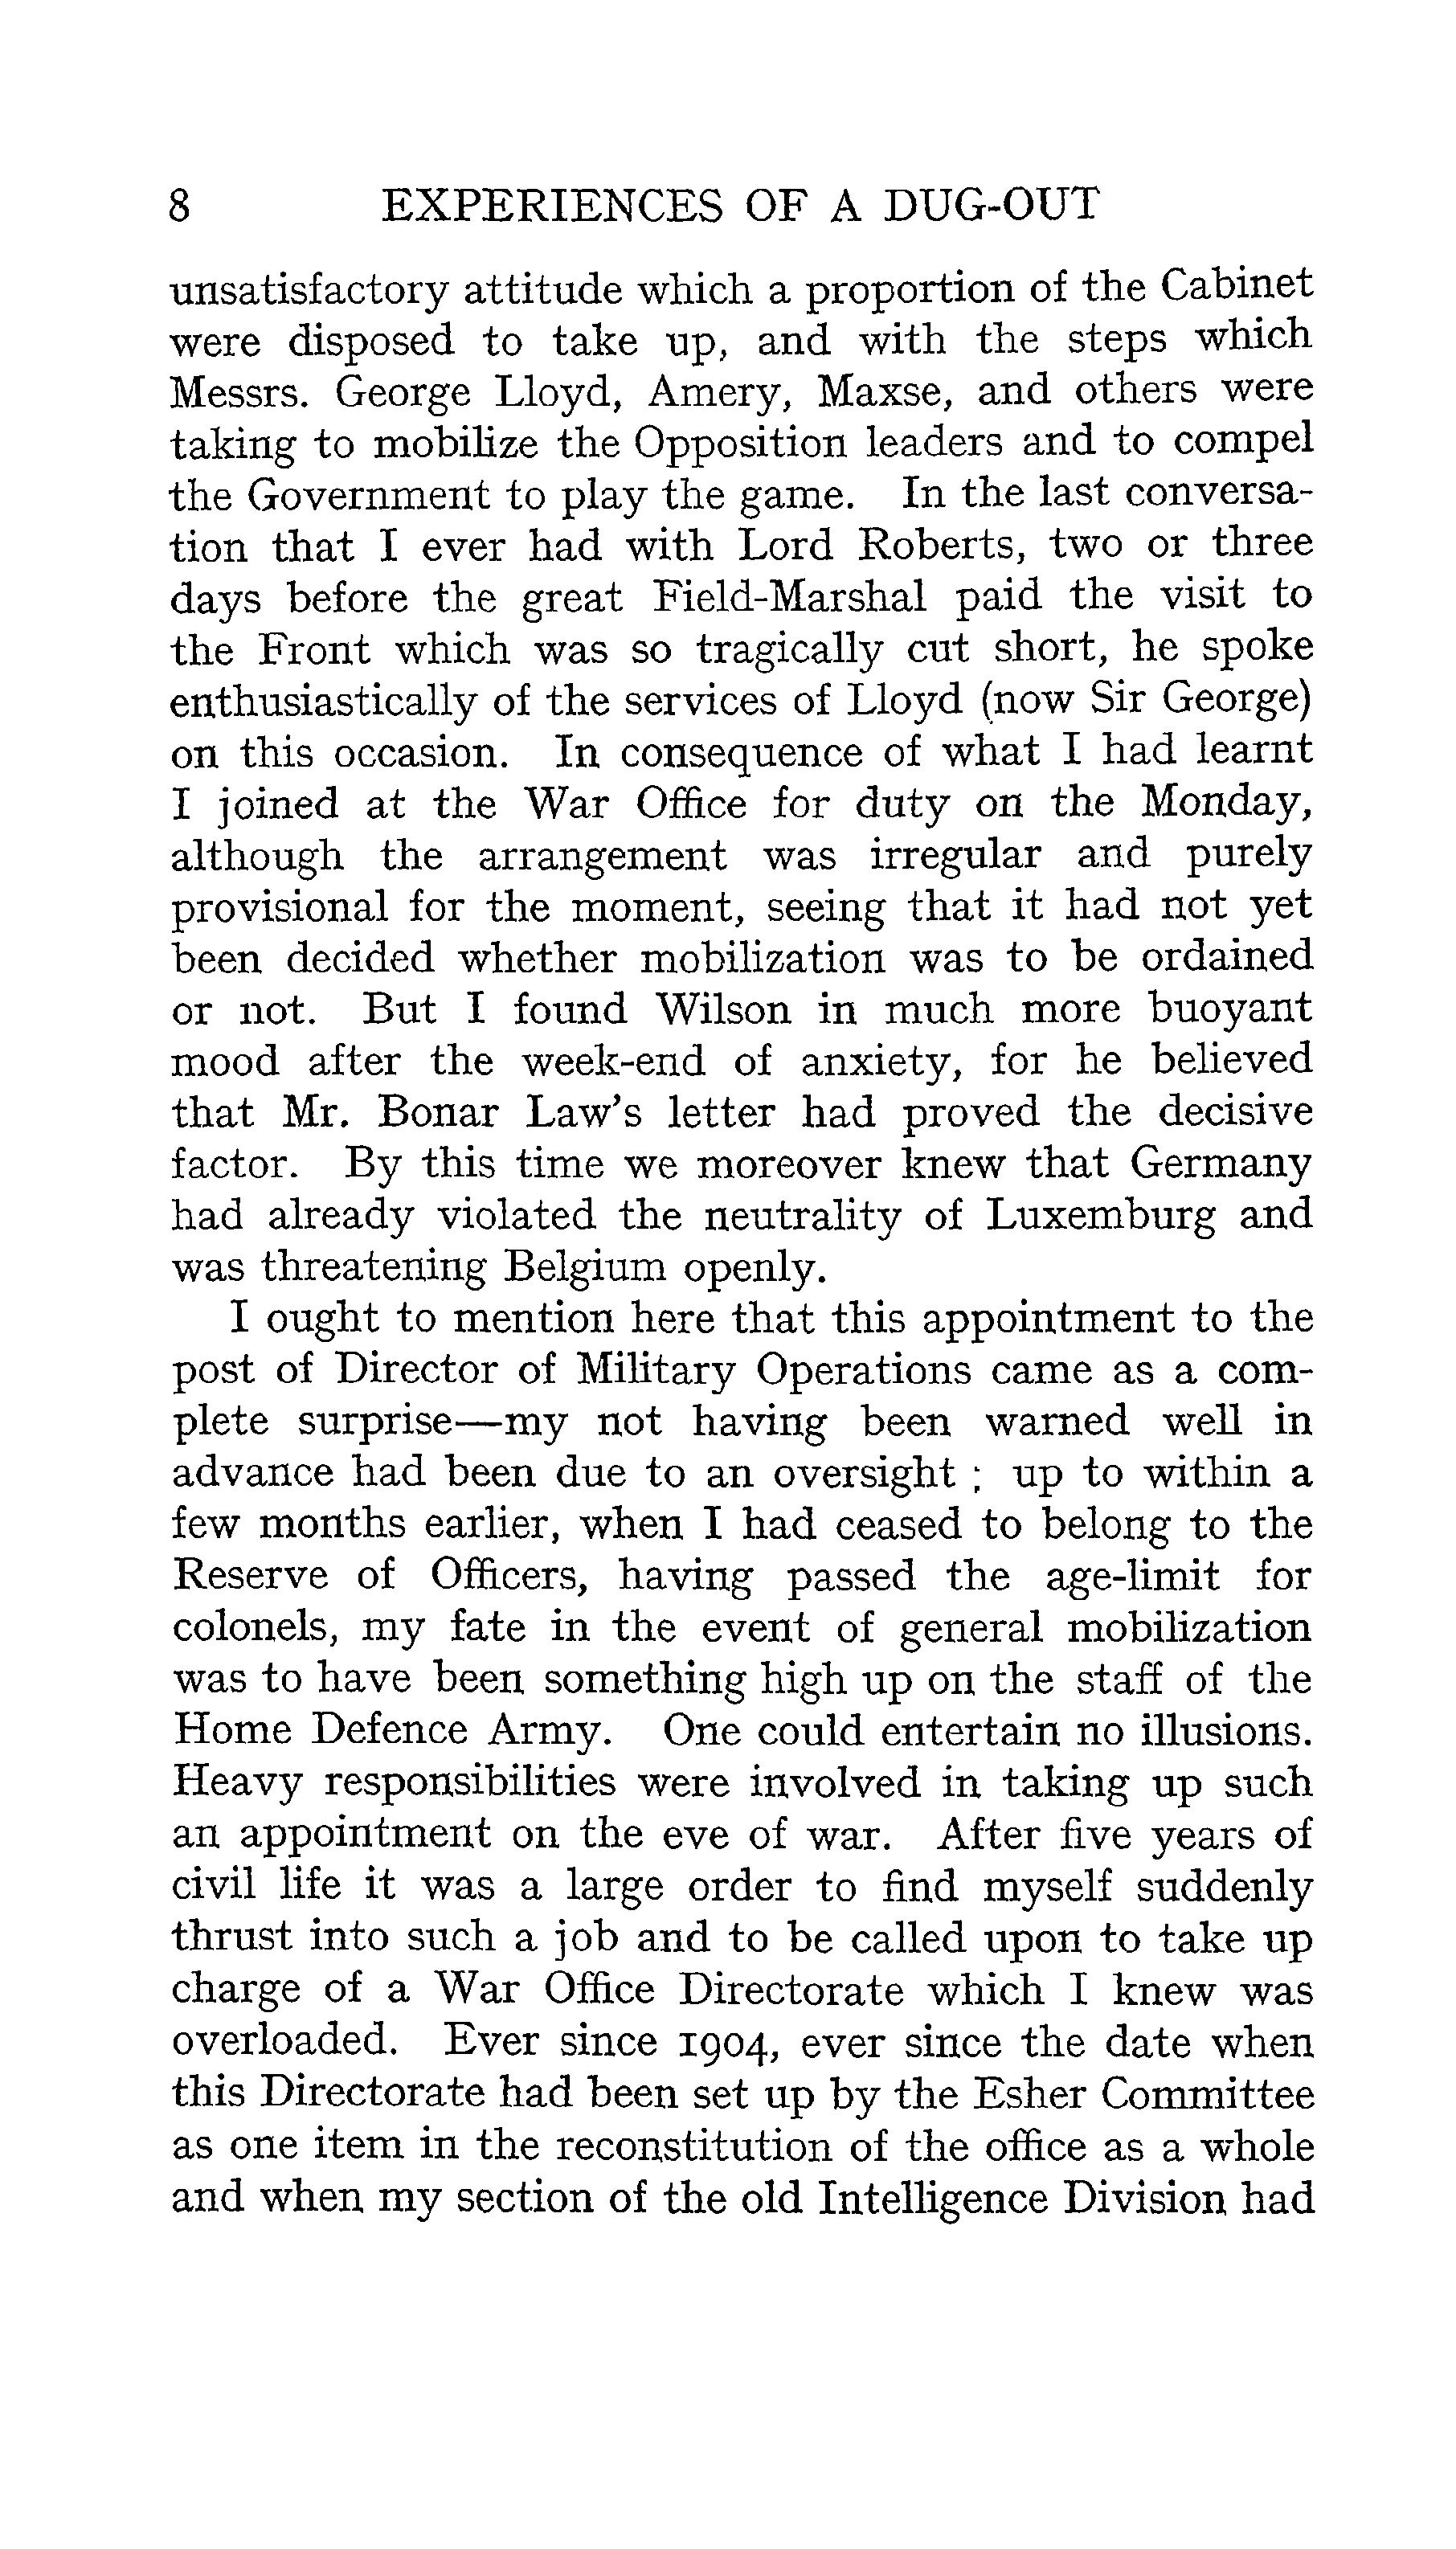 8 EXPERIENCES OF A DUG-OUT
unsatisfactory attitude which a proportion of the Cabinet
were disposed to take up, and with the steps which
Messrs. George Lloyd, Amery, Maxse, and others were
taking to mobilize the Opposition leaders and to compel
the Government to play the game. In the last conversa-
tion that I ever had with Lord Roberts, two or three
days before the great Field-Marshal paid the visit to
the Front which was so tragically cut short, he spoke
enthusiastically of the services of Lloyd (now Sir George)
on this occasion. In consequence of what I had learnt
I joined at the War Office for duty on the Monday,
although the arrangement was irregular and purely
provisional for the moment, seeing that it had not yet
been decided whether mobilization was to be ordained
or not. But I found Wilson in much more buoyant
mood after the week-end of anxiety, for he believed
that Mr. Bonar Law's letter had proved the decisive
factor. By this time we moreover knew that Germany
had already violated the neutrality of Luxemburg and
was threatening Belgium openly.
I ought to mention here that this appointment to the
post of Director of Military Operations came as a com-
plete surprise—my not having been warned well in
advance had been due to an oversight ; up to within a
few months earlier, when I had ceased to belong to the
Reserve of Officers, having passed the age-limit for
colonels, my fate in the event of general mobilization
was to have been something high up on the staff of the
Home Defence Army. One could entertain no illusions.
Heavy responsibilities were involved in taking up such
an appointment on the eve of war. After five years of
civil life it was a large order to find myself suddenly
thrust into such a job and to be called upon to take up
charge of a War Office Directorate which I knew was
overloaded. Ever since 1904, ever since the date when
this Directorate had been set up by the Esher Committee
as one item in the reconstitution of the office as a whole
and when my section of the old Intelligence Division had